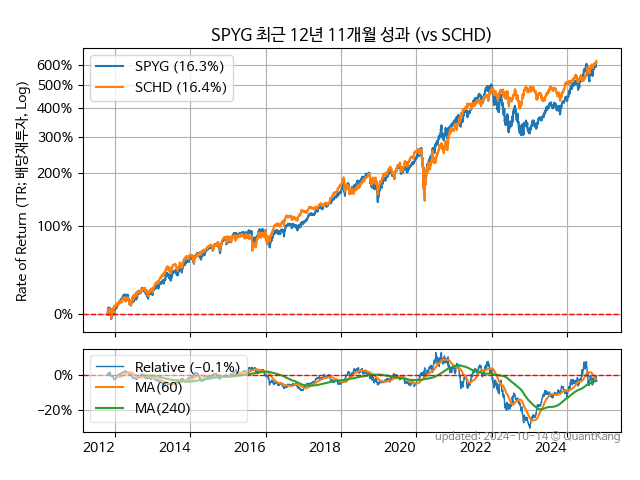 SPYG 최근 12년 11개월 성과 (vs SCHD)
Rate of Return (TR; 배당재투자, Log)
600%
500%
400%
300%
200%
100%
0%
SPYG (16.3%)
SCHD (16.4%)
0%
−20%
Relative (−0.1%)
MA(60)
MA(240)
updated: 2024-10-14 © QuantKang
2012 2014 2016 2018 2020 2022 2024